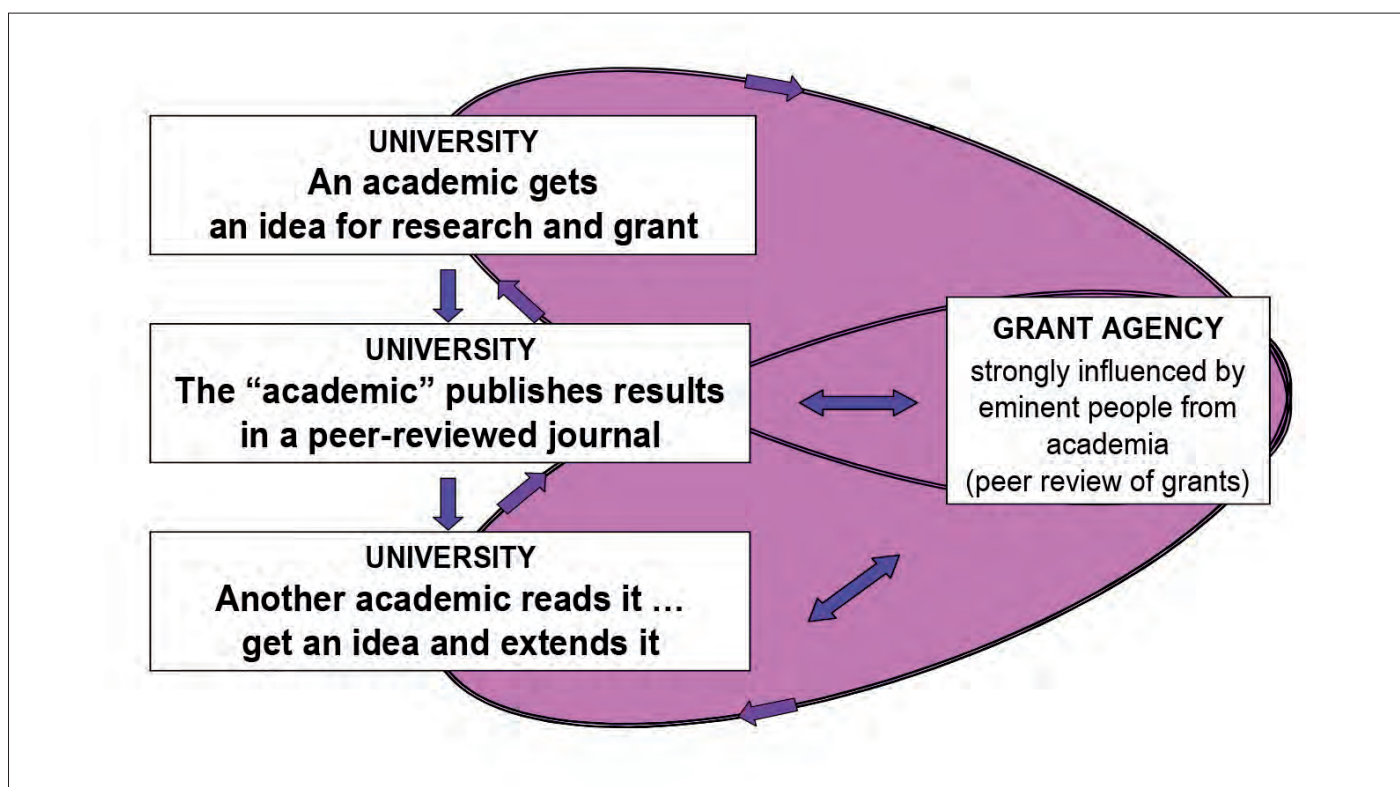 UNIVERSITY
An academic gets
an idea for research and grant
UNIVERSITY
The “academic” publishes results
in a peer-reviewed journal
UNIVERSITY
Another academic reads it ...
get an idea and extends it
GRANT AGENCY
strongly influenced by
eminent people from
academia
(peer review of grants)